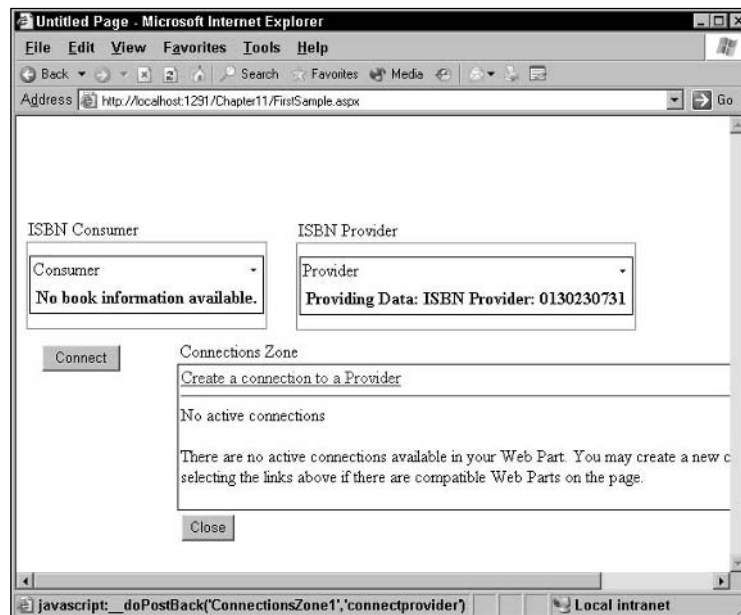 Untitled Page - Microsoft Internet Explorer
File Edit View Favorites Tools Help
Back Search Favorites Media
Address http://localhost:1291/Chapter11/FirstSample.aspx Go
ISBN Consumer ISBN Provider
Consumer Provider
No book information available. Providing Data: ISBN Provider: 0130230731
Connect Connections Zone
Create a connection to a Provider
No active connections
There are no active connections available in your Web Part. You may create a new c
selecting the links above if there are compatible Web Parts on the page.
Close
javascript:__doPostBack('ConnectionsZone1','connectprovider') Local intranet